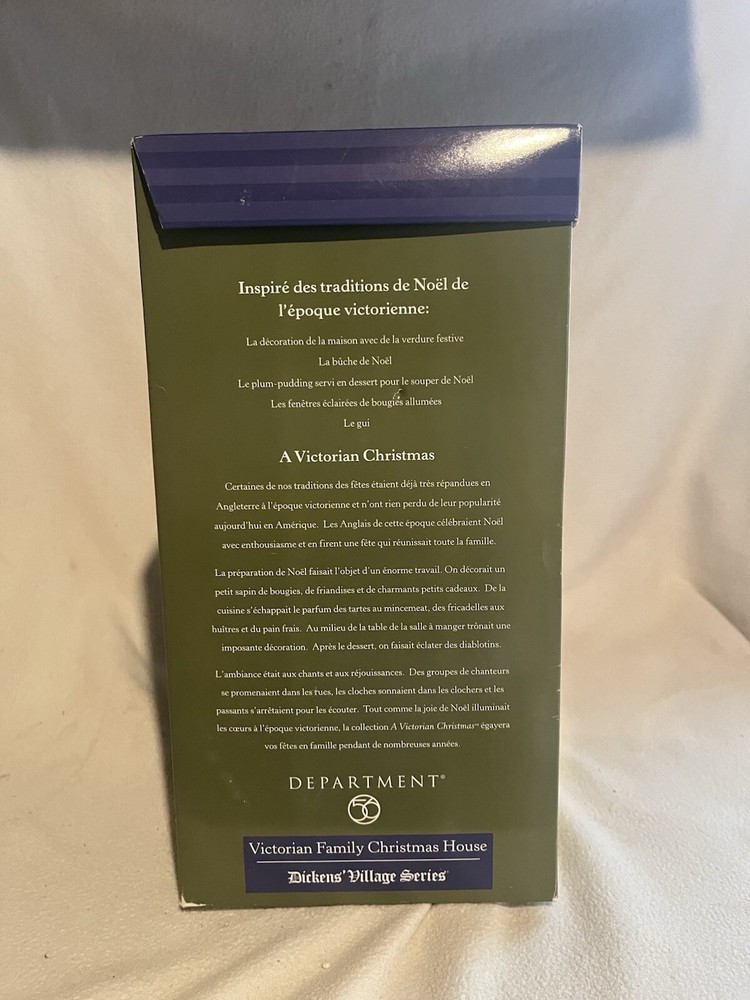 Inspiré des traditions de Noël de
l'époque victorienne:
La décoration de la maison avec de la verdure festive
La bûche de Noël
Le plum-pudding servi en dessert pour le souper de Noël
Les fenêtres éclairées de bougies allumées
Le gui
A Victorian Christmas
Certaines de nos traditions des fêtes étaient déjà très répandues en
Angleterre à l'époque victorienne et n'ont rien perdu de leur popularité
aujourd'hui en Amérique. Les Anglais de cette époque célébraient Noël
avec enthousiasme et en firent une fête qui réunissait toute la famille.
La préparation de Noël faisait l'objet d'un énorme travail. On décorait un
petit sapin de bougies, de friandises et de charmants petits cadeaux. De la
cuisine s'échappait le parfum des tartes au mincemeat, des fricadelles aux
huîtres et du pain frais. Au milieu de la table de la salle à manger trônait une
imposante décoration. Après le dessert, on faisait éclater des diablotins.
L'ambiance était aux chants et aux réjouissances. Des groupes de chanteurs
se promenaient dans les rues, les cloches sonnaient dans les clochers et les
passants s'arrêtaient pour les écouter. Tout comme la joie de Noël illuminait
les cœurs à l'époque victorienne, la collection A Victorian Christmas™ égayera
vos fêtes en famille pendant de nombreuses années.
DEPARTMENT®
56
Victorian Family Christmas House
Dickens' Village Series